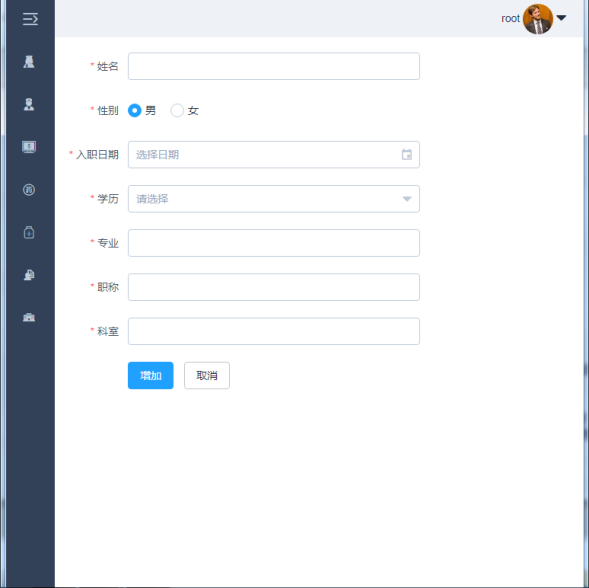 root
* 姓名
* 性别 男 女
* 入职日期 选择日期
* 学历 请选择
* 专业
* 职称
* 科室
增加 取消